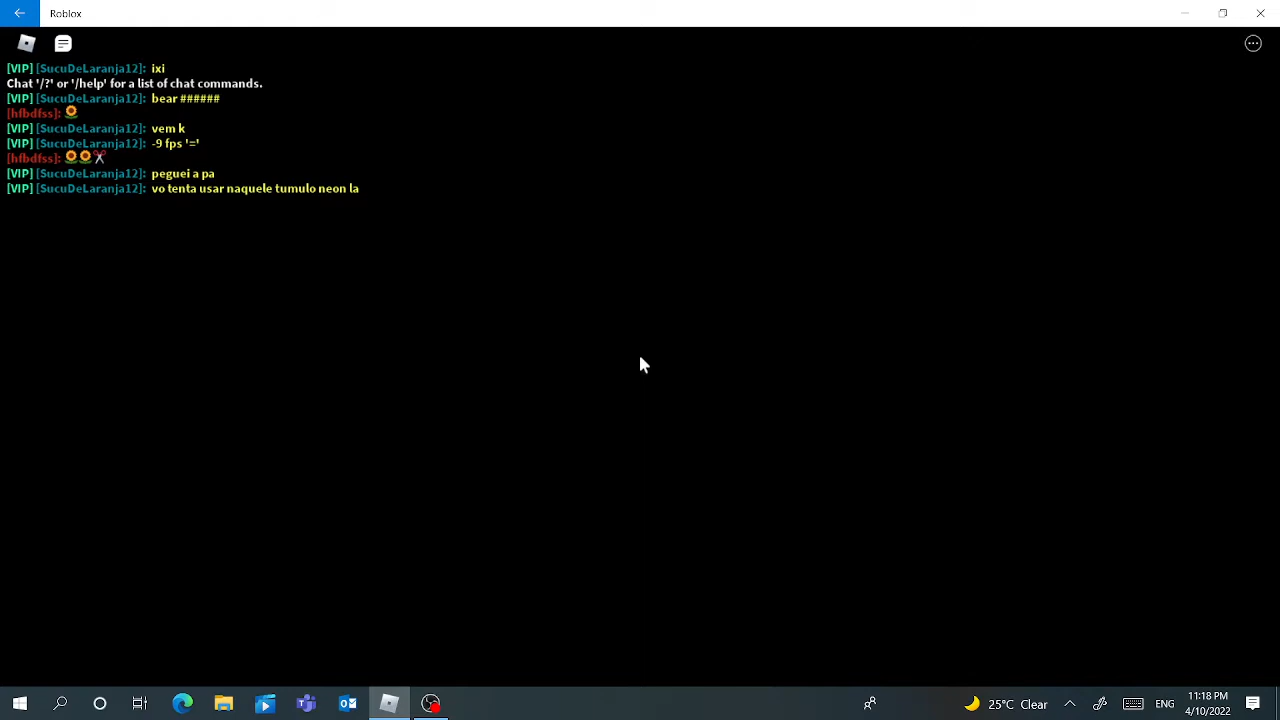 Roblox
[VIP] [SucuDeLaranja12]: ixi
Chat '/?' or '/help' for a list of chat commands.
[VIP] [SucuDeLaranja12]: bear ######
[hfbdfss]: 🌻
[VIP] [SucuDeLaranja12]: vem k
[VIP] [SucuDeLaranja12]: -9 fps '='
[hfbdfss]: 🌻🌻✂️
[VIP] [SucuDeLaranja12]: peguei a pa
[VIP] [SucuDeLaranja12]: vo tenta usar naquele tumulo neon la
23°C Clear
ENG
11:18 PM
4/10/2022